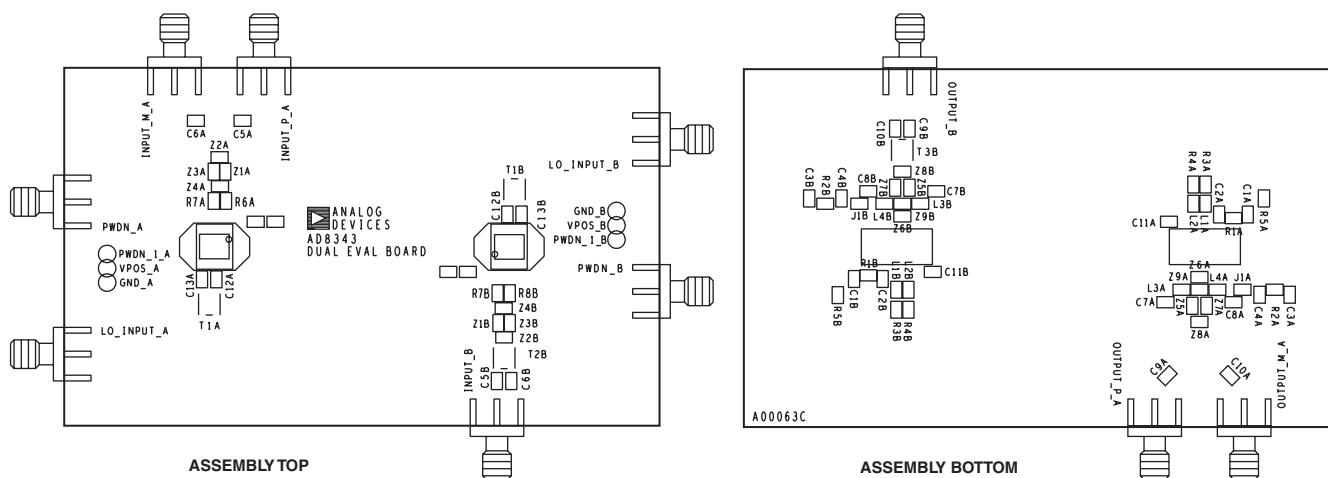 INPUT_M_A
INPUT_P_A
C6A
C5A
Z2A
Z3A
Z1A
Z4A
R7A
R6A
PWDN_A
PWDN_1_A
VPOS_A
GND_A
C13A
C12A
T1A
LO_INPUT_A
ANALOG
DEVICES
AD8343
DUAL EVAL BOARD
LO_INPUT_B
T1B
C12B
C13B
GND_B
VPOS_B
PWDN_1_B
PWDN_B
R7B
R8B
Z4B
Z1B
Z3B
Z2B
T2B
INPUT_B
C5B
C6B
ASSEMBLY TOP
OUTPUT_B
C10B
C9B
T3B
Z8B
C8B
Z7B
Z5B
C7B
C3B
R2B
C4B
J1B
L4B
L3B
Z9B
Z6B
R1B
L1B
L2B
C11B
C1B
C2B
R5B
R3B
R4B
R4A
R3A
C2A
C1A
C11A
L2A
L1A
R1A
R5A
Z6A
Z9A
L4A
J1A
L3A
C7A
Z5A
Z7A
C8A
C4A
R2A
C3A
Z8A
C9A
C10A
OUTPUT_P_A
OUTPUT_M_A
A00063C
ASSEMBLY BOTTOM